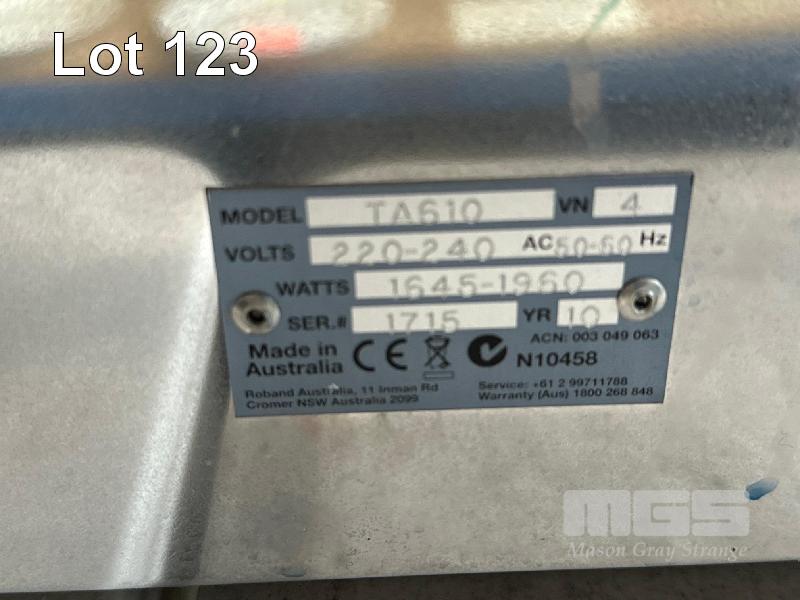 Lot 123
MODEL TA610 VN 4
VOLTS 220-240 AC 50-60 Hz
WATTS 1645-1960
SER.# 1715 YR 10
ACN: 003 049 063
Made in
Australia CE N10458
Roband Australia, 11 Inman Rd
Cromer NSW Australia 2099
Service: +61 2 99711788
Warranty (Aus) 1800 268 848
MGS
Mason Gray Strange